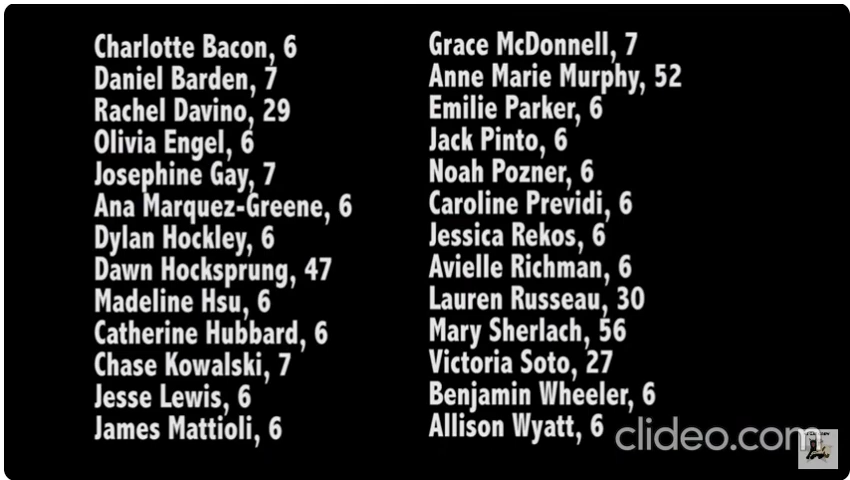 Charlotte Bacon, 6
Daniel Barden, 7
Rachel Davino, 29
Olivia Engel, 6
Josephine Gay, 7
Ana Marquez-Greene, 6
Dylan Hockley, 6
Dawn Hocksprung, 47
Madeline Hsu, 6
Catherine Hubbard, 6
Chase Kowalski, 7
Jesse Lewis, 6
James Mattioli, 6
Grace McDonnell, 7
Anne Marie Murphy, 52
Emilie Parker, 6
Jack Pinto, 6
Noah Pozner, 6
Caroline Previdi, 6
Jessica Rekos, 6
Avielle Richman, 6
Lauren Russeau, 30
Mary Sherlach, 56
Victoria Soto, 27
Benjamin Wheeler, 6
Allison Wyatt, 6
clideo.com